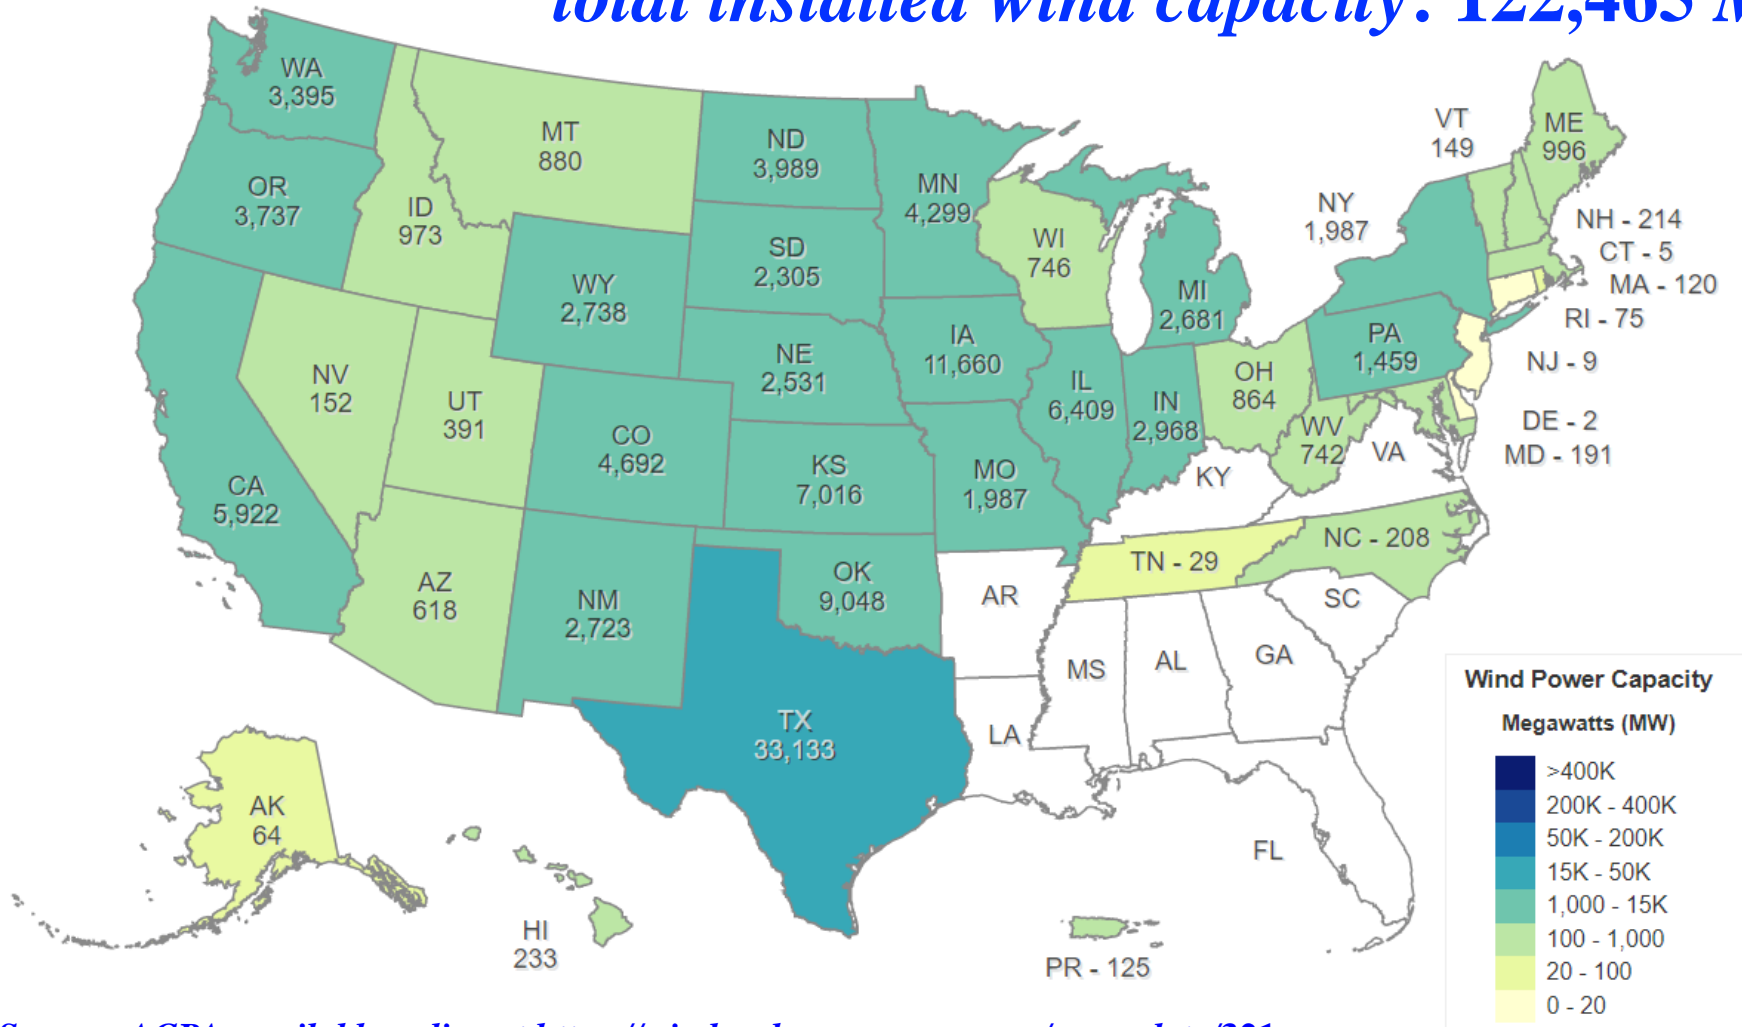 total installed wind capacity: 122,465
WA
3,395
MT
880
ND
3,989
MN
4,299
VT
149
ME
996
OR
3,737
ID
973
SD
2,305
WI
746
NY
1,987
NH - 214
CT - 5
MA - 120
RI - 75
WY
2,738
MI
2,681
IA
11,660
NE
2,531
PA
1,459
NJ - 9
NV
152
UT
391
IL
6,409
IN
2,968
OH
864
DE - 2
MD - 191
CO
4,692
WV
742
VA
KS
7,016
MO
1,987
KY
CA
5,922
TN - 29
NC - 208
AZ
618
NM
2,723
OK
9,048
AR
SC
MS
AL
GA
TX
33,133
LA
AK
64
FL
HI
233
PR - 125
Wind Power Capacity
Megawatts (MW)
>400K
200K - 400K
50K - 200K
15K - 50K
1,000 - 15K
100 - 1,000
20 - 100
0 - 20